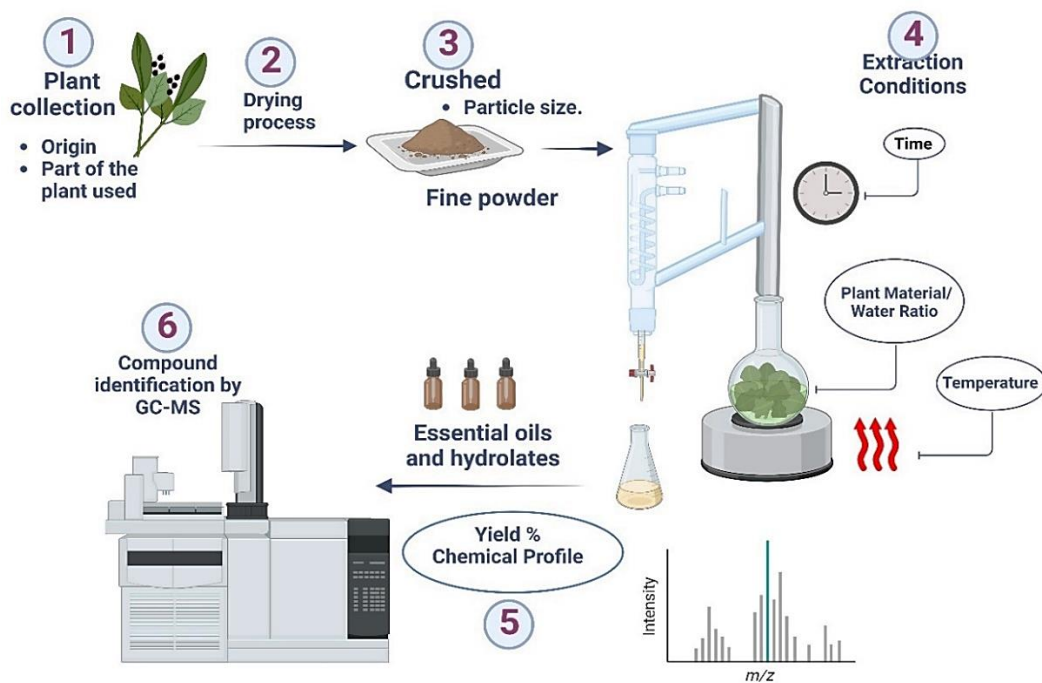 1
Plant
collection
• Origin
• Part of the
plant used
2
Drying
process
3
Crushed
• Particle size.
Fine powder
4
Extraction
Conditions
Time
Plant Material/
Water Ratio
Temperature
6
Compound
identification by
GC-MS
Essential oils
and hydrolates
Yield %
Chemical Profile
5
Intensity
m/z